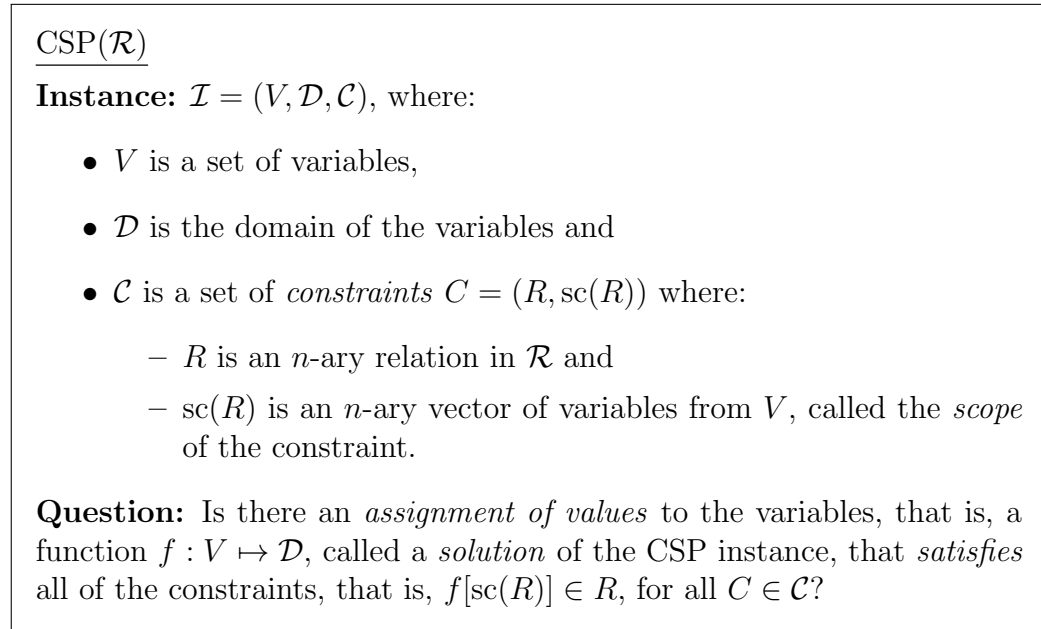 CSP(ℛ)
Instance: ℐ = (V, 𝒟, 𝒞), where:
• V is a set of variables,
• 𝒟 is the domain of the variables and
• 𝒞 is a set of constraints C = (R, sc(R)) where:
– R is an n-ary relation in ℛ and
– sc(R) is an n-ary vector of variables from V, called the scope
of the constraint.
Question: Is there an assignment of values to the variables, that is, a
function f : V ↦ 𝒟, called a solution of the CSP instance, that satisfies
all of the constraints, that is, f[sc(R)] ∈ R, for all C ∈ 𝒞?